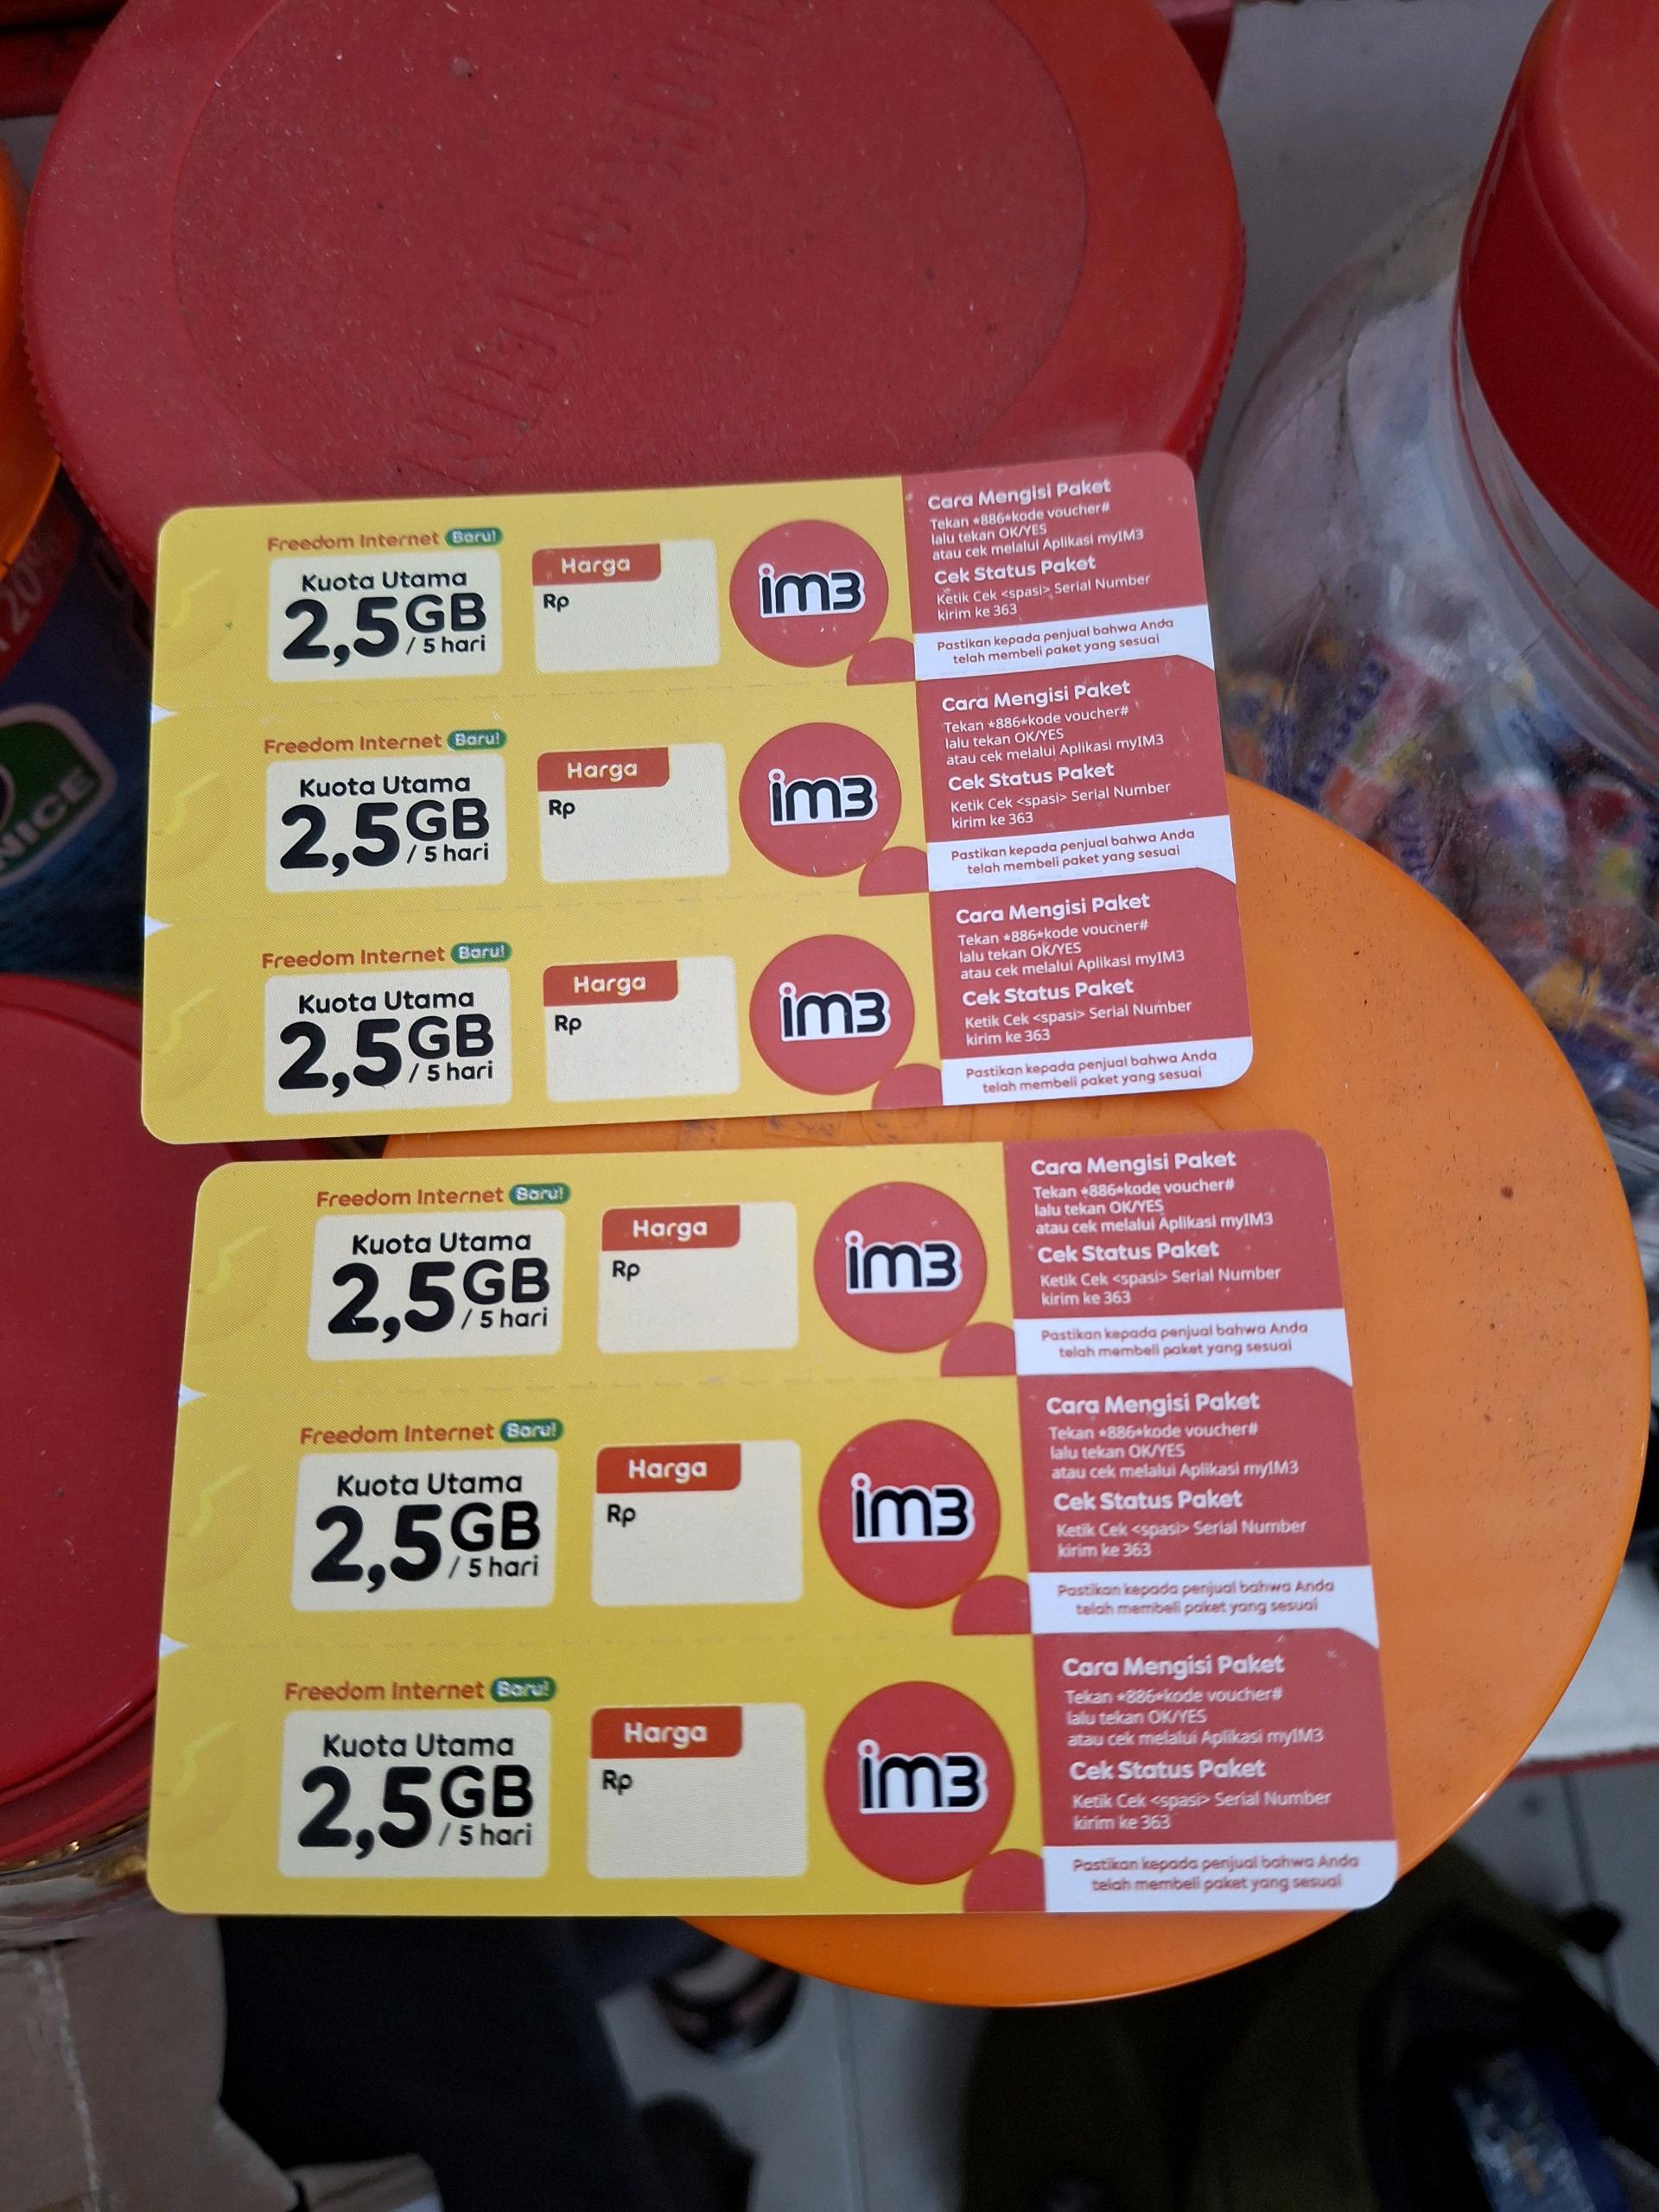 Freedom Internet Baru!
Kuota Utama
2,5GB
/ 5 hari
Harga
Rp
im3
Cara Mengisi Paket
Tekan *886*kode voucher#
lalu tekan OK/YES
atau cek melalui Aplikasi myIM3
Cek Status Paket
Ketik Cek <spasi> Serial Number
kirim ke 363
Pastikan kepada penjual bahwa Anda
telah membeli paket yang sesuai
Freedom Internet Baru!
Kuota Utama
2,5GB
/ 5 hari
Harga
Rp
im3
Cara Mengisi Paket
Tekan *886*kode voucher#
lalu tekan OK/YES
atau cek melalui Aplikasi myIM3
Cek Status Paket
Ketik Cek <spasi> Serial Number
kirim ke 363
Pastikan kepada penjual bahwa Anda
telah membeli paket yang sesuai
Freedom Internet Baru!
Kuota Utama
2,5GB
/ 5 hari
Harga
Rp
im3
Cara Mengisi Paket
Tekan *886*kode voucher#
lalu tekan OK/YES
atau cek melalui Aplikasi myIM3
Cek Status Paket
Ketik Cek <spasi> Serial Number
kirim ke 363
Pastikan kepada penjual bahwa Anda
telah membeli paket yang sesuai
Freedom Internet Baru!
Kuota Utama
2,5GB
/ 5 hari
Harga
Rp
im3
Cara Mengisi Paket
Tekan *886*kode voucher#
lalu tekan OK/YES
atau cek melalui Aplikasi myIM3
Cek Status Paket
Ketik Cek <spasi> Serial Number
kirim ke 363
Pastikan kepada penjual bahwa Anda
telah membeli paket yang sesuai
Freedom Internet Baru!
Kuota Utama
2,5GB
/ 5 hari
Harga
Rp
im3
Cara Mengisi Paket
Tekan *886*kode voucher#
lalu tekan OK/YES
atau cek melalui Aplikasi myIM3
Cek Status Paket
Ketik Cek <spasi> Serial Number
kirim ke 363
Pastikan kepada penjual bahwa Anda
telah membeli paket yang sesuai
Freedom Internet Baru!
Kuota Utama
2,5GB
/ 5 hari
Harga
Rp
im3
Cara Mengisi Paket
Tekan *886*kode voucher#
lalu tekan OK/YES
atau cek melalui Aplikasi myIM3
Cek Status Paket
Ketik Cek <spasi> Serial Number
kirim ke 363
Pastikan kepada penjual bahwa Anda
telah membeli paket yang sesuai
20%
NICE